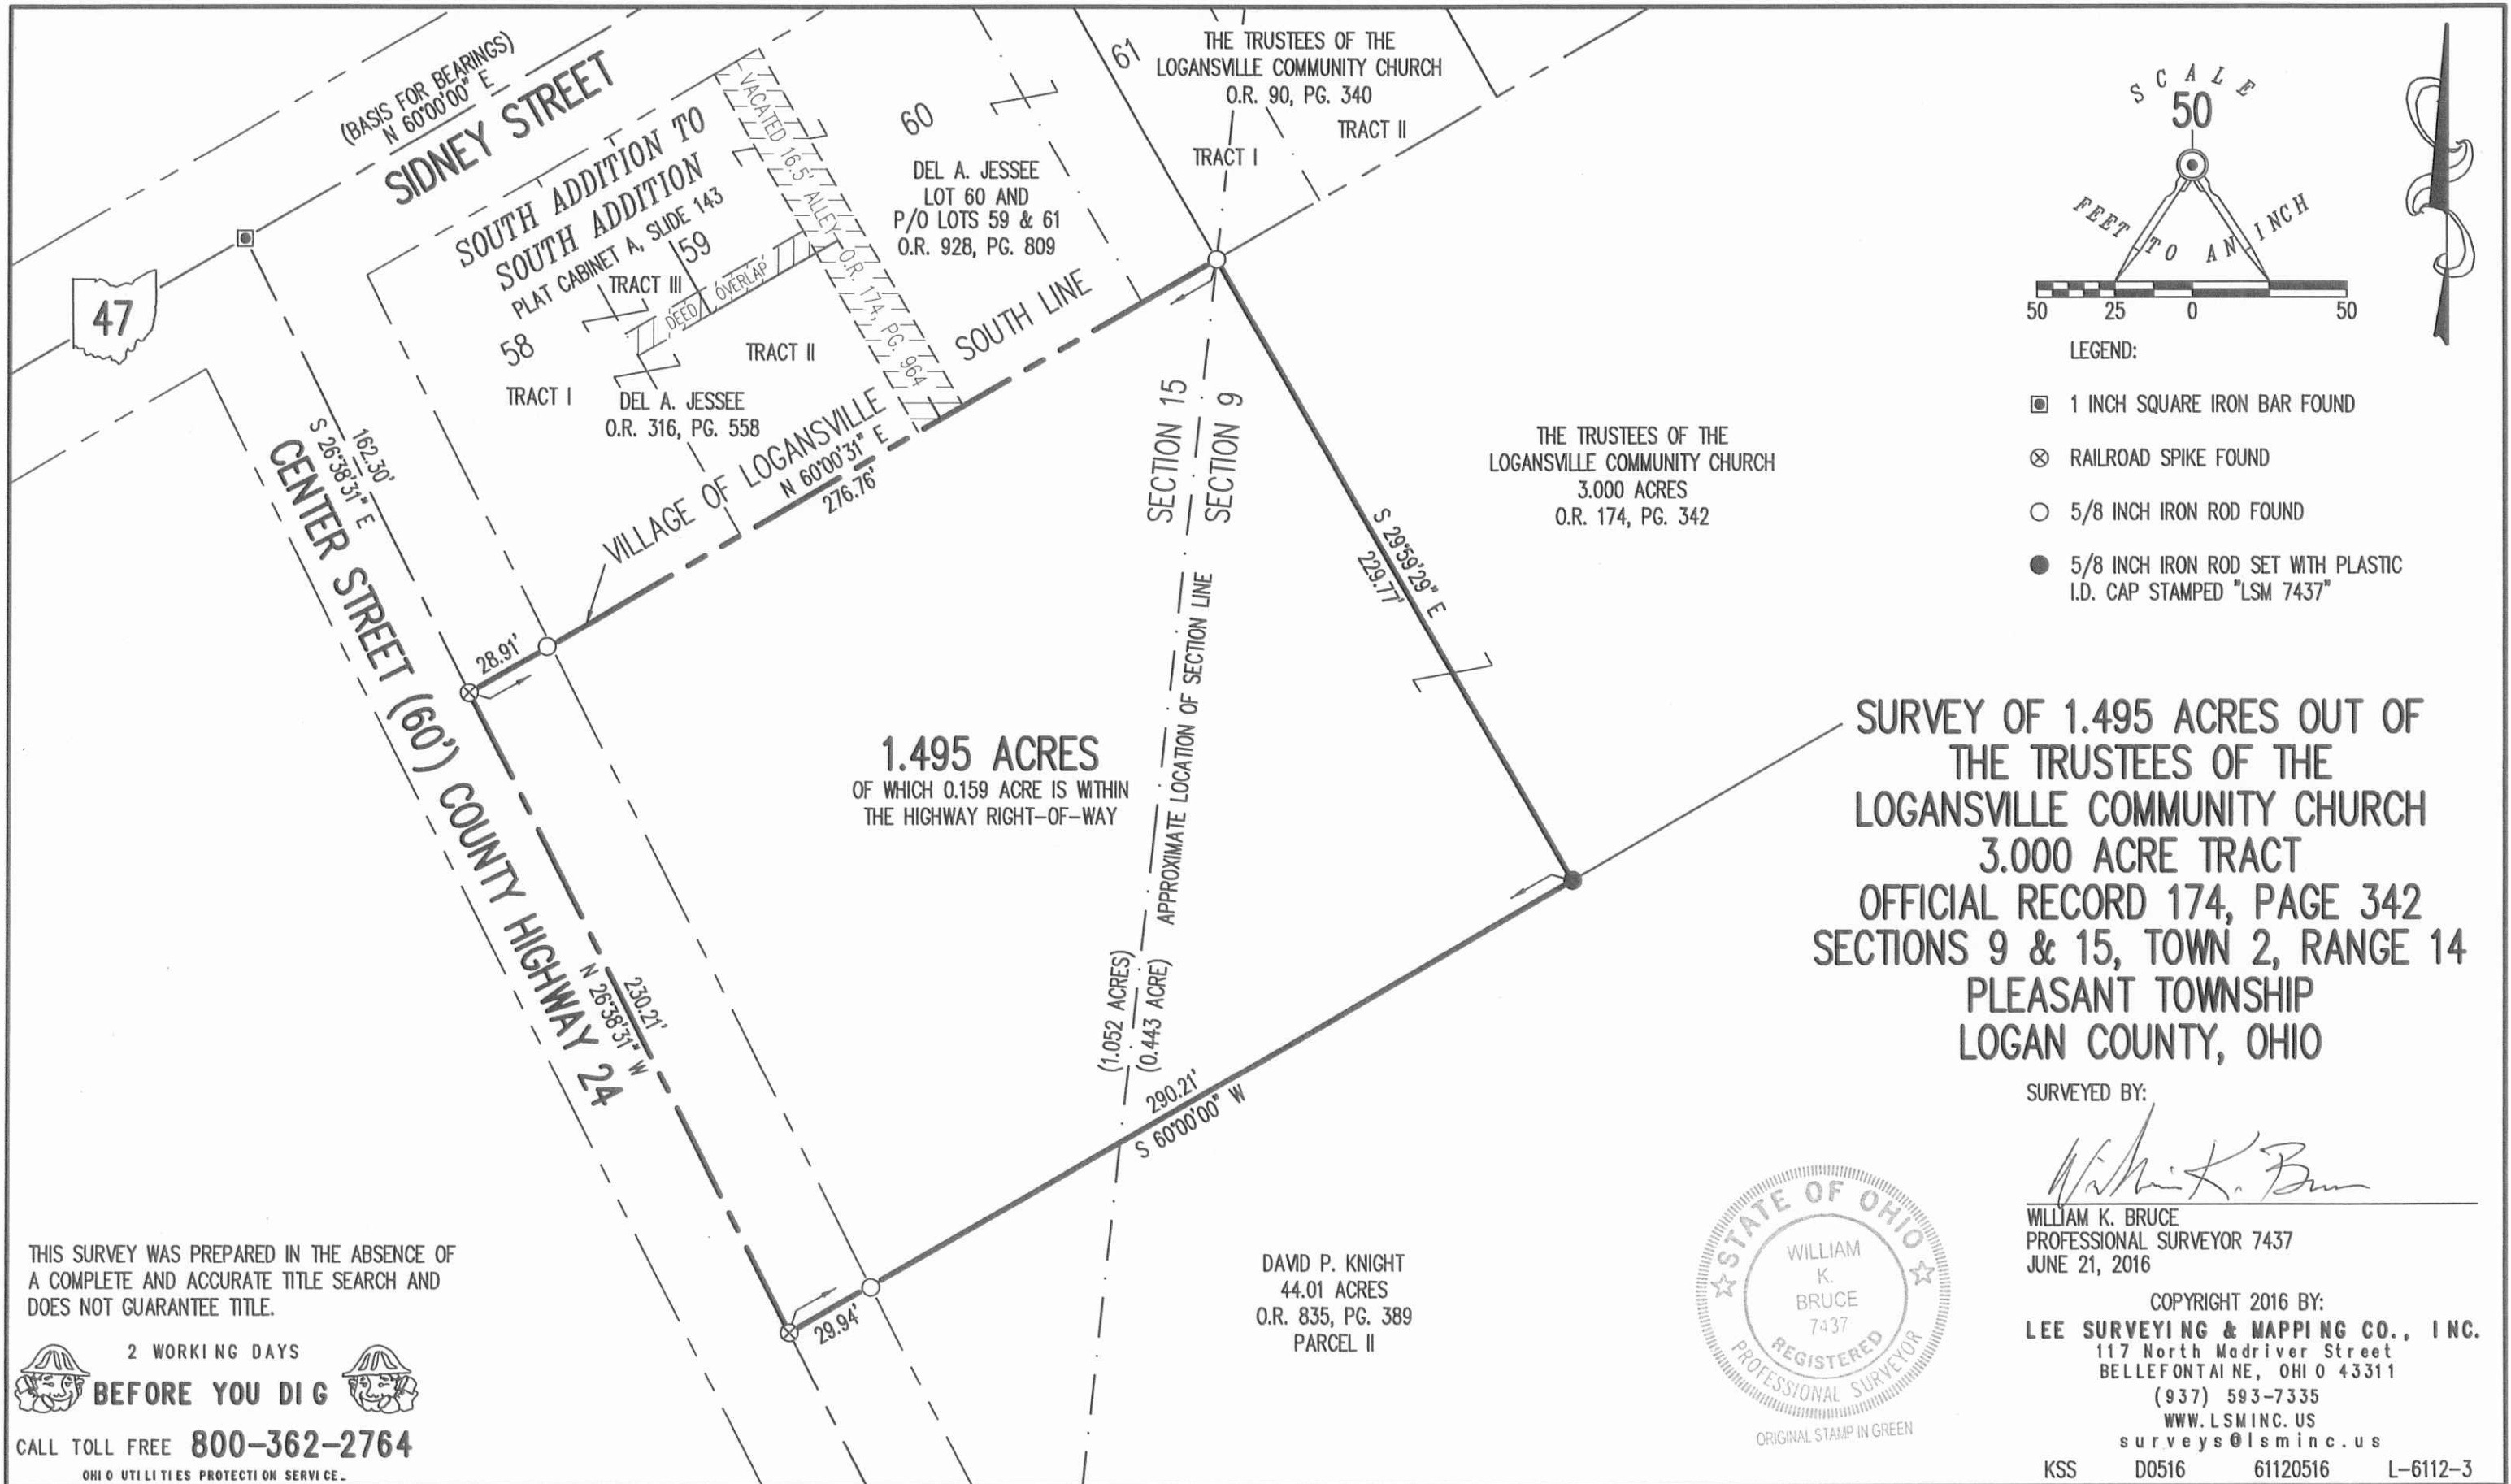 (BASIS FOR BEARINGS)
N 60°00'00" E
SIDNEY STREET
47
SOUTH ADDITION TO
SOUTH ADDITION
PLAT CABINET A, SLIDE 143
VACATED 16.5' ALLEY O.R. 174, PG. 964
58
59
60
61
TRACT III
DEED OVERLAP
TRACT II
TRACT I
DEL A. JESSEE
O.R. 316, PG. 558
DEL A. JESSEE
LOT 60 AND
P/O LOTS 59 & 61
O.R. 928, PG. 809
THE TRUSTEES OF THE
LOGANSVILLE COMMUNITY CHURCH
O.R. 90, PG. 340
TRACT II
TRACT I
VILLAGE OF LOGANSVILLE
SOUTH LINE
N 60°00'31" E
276.76'
162.30'
S 26°38'31" E
CENTER STREET (60') COUNTY HIGHWAY 24
28.91'
SECTION 15
SECTION 9
APPROXIMATE LOCATION OF SECTION LINE
THE TRUSTEES OF THE
LOGANSVILLE COMMUNITY CHURCH
3.000 ACRES
O.R. 174, PG. 342
S 29°59'29" E
229.77'
1.495 ACRES
OF WHICH 0.159 ACRE IS WITHIN
THE HIGHWAY RIGHT-OF-WAY
230.21'
N 26°38'31" W
(1.052 ACRES)
(0.443 ACRE)
290.21'
S 60°00'00" W
29.94'
DAVID P. KNIGHT
44.01 ACRES
O.R. 835, PG. 389
PARCEL II
THIS SURVEY WAS PREPARED IN THE ABSENCE OF
A COMPLETE AND ACCURATE TITLE SEARCH AND
DOES NOT GUARANTEE TITLE.
2 WORKING DAYS
BEFORE YOU DIG
CALL TOLL FREE 800-362-2764
OHIO UTILITIES PROTECTION SERVICE.
SCALE
50
FEET TO AN INCH
50 25 0 50
LEGEND:
1 INCH SQUARE IRON BAR FOUND
RAILROAD SPIKE FOUND
5/8 INCH IRON ROD FOUND
5/8 INCH IRON ROD SET WITH PLASTIC
I.D. CAP STAMPED "LSM 7437"
SURVEY OF 1.495 ACRES OUT OF
THE TRUSTEES OF THE
LOGANSVILLE COMMUNITY CHURCH
3.000 ACRE TRACT
OFFICIAL RECORD 174, PAGE 342
SECTIONS 9 & 15, TOWN 2, RANGE 14
PLEASANT TOWNSHIP
LOGAN COUNTY, OHIO
SURVEYED BY:
William K. Bruce
WILLIAM K. BRUCE
PROFESSIONAL SURVEYOR 7437
JUNE 21, 2016
STATE OF OHIO
WILLIAM
K.
BRUCE
7437
REGISTERED
PROFESSIONAL SURVEYOR
ORIGINAL STAMP IN GREEN
COPYRIGHT 2016 BY:
LEE SURVEYING & MAPPING CO., INC.
117 North Madriver Street
BELLEFONTAINE, OHIO 43311
(937) 593-7335
WWW.LSMINC.US
surveys@lsminc.us
KSS D0516 61120516 L-6112-3